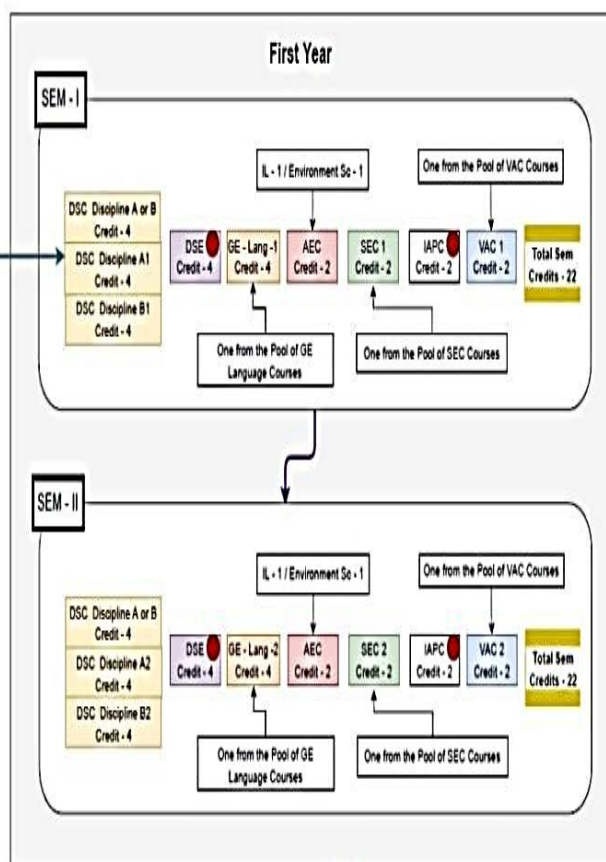 First Year
SEM - I
IL - 1 / Environment Sc - 1
One from the Pool of VAC Courses
DSC Discipline A or B
Credit - 4
DSC Discipline A1
Credit - 4
DSC Discipline B1
Credit - 4
DSE
Credit - 4
GE - Lang -1
Credit - 4
AEC
Credit - 2
SEC 1
Credit - 2
IAPC
Credit - 2
VAC 1
Credit - 2
Total Sem
Credits - 22
One from the Pool of GE
Language Courses
One from the Pool of SEC Courses
SEM - II
IL - 1 / Environment Sc - 1
One from the Pool of VAC Courses
DSC Discipline A or B
Credit - 4
DSC Discipline A2
Credit - 4
DSC Discipline B2
Credit - 4
DSE
Credit - 4
GE - Lang -2
Credit - 4
AEC
Credit - 2
SEC 2
Credit - 2
IAPC
Credit - 2
VAC 2
Credit - 2
Total Sem
Credits - 22
One from the Pool of GE
Language Courses
One from the Pool of SEC Courses